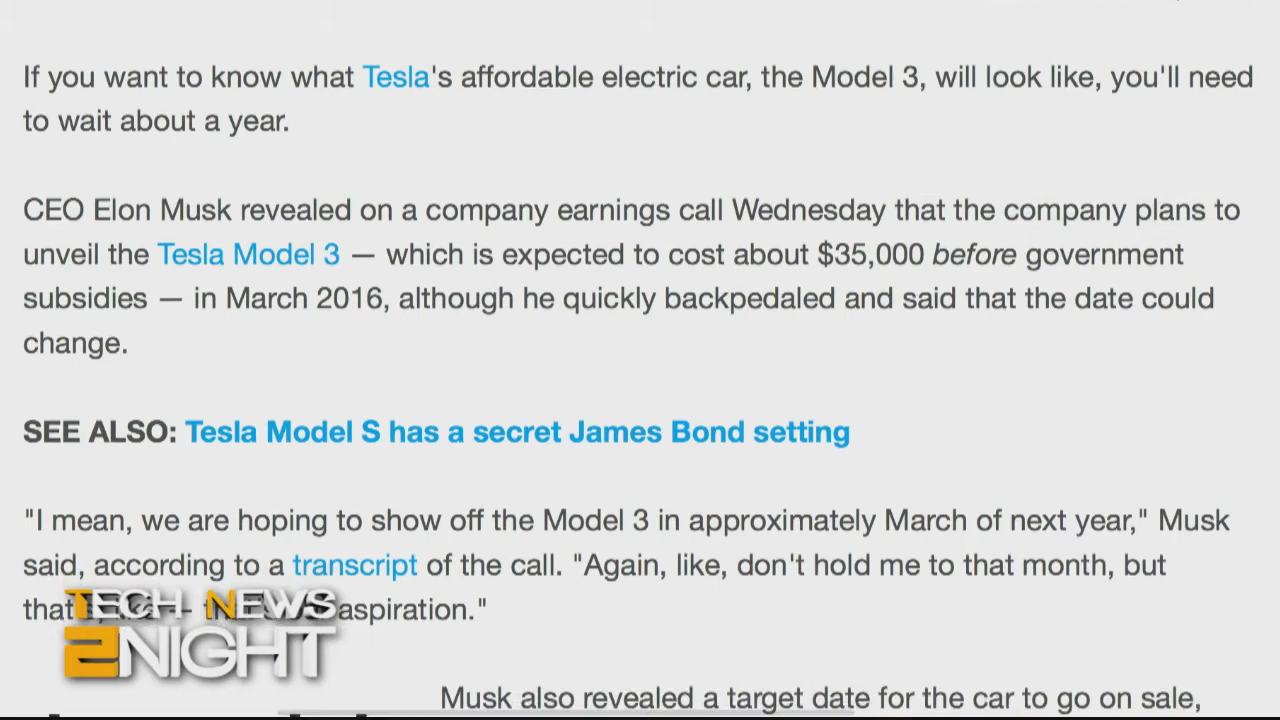 If you want to know what Tesla's affordable electric car, the Model 3, will look like, you'll need
to wait about a year.
CEO Elon Musk revealed on a company earnings call Wednesday that the company plans to
unveil the Tesla Model 3 — which is expected to cost about $35,000 before government
subsidies — in March 2016, although he quickly backpedaled and said that the date could
change.
SEE ALSO: Tesla Model S has a secret James Bond setting
"I mean, we are hoping to show off the Model 3 in approximately March of next year," Musk
said, according to a transcript of the call. "Again, like, don't hold me to that month, but
that aspiration."
TECH NEWS
2NIGHT
Musk also revealed a target date for the car to go on sale,